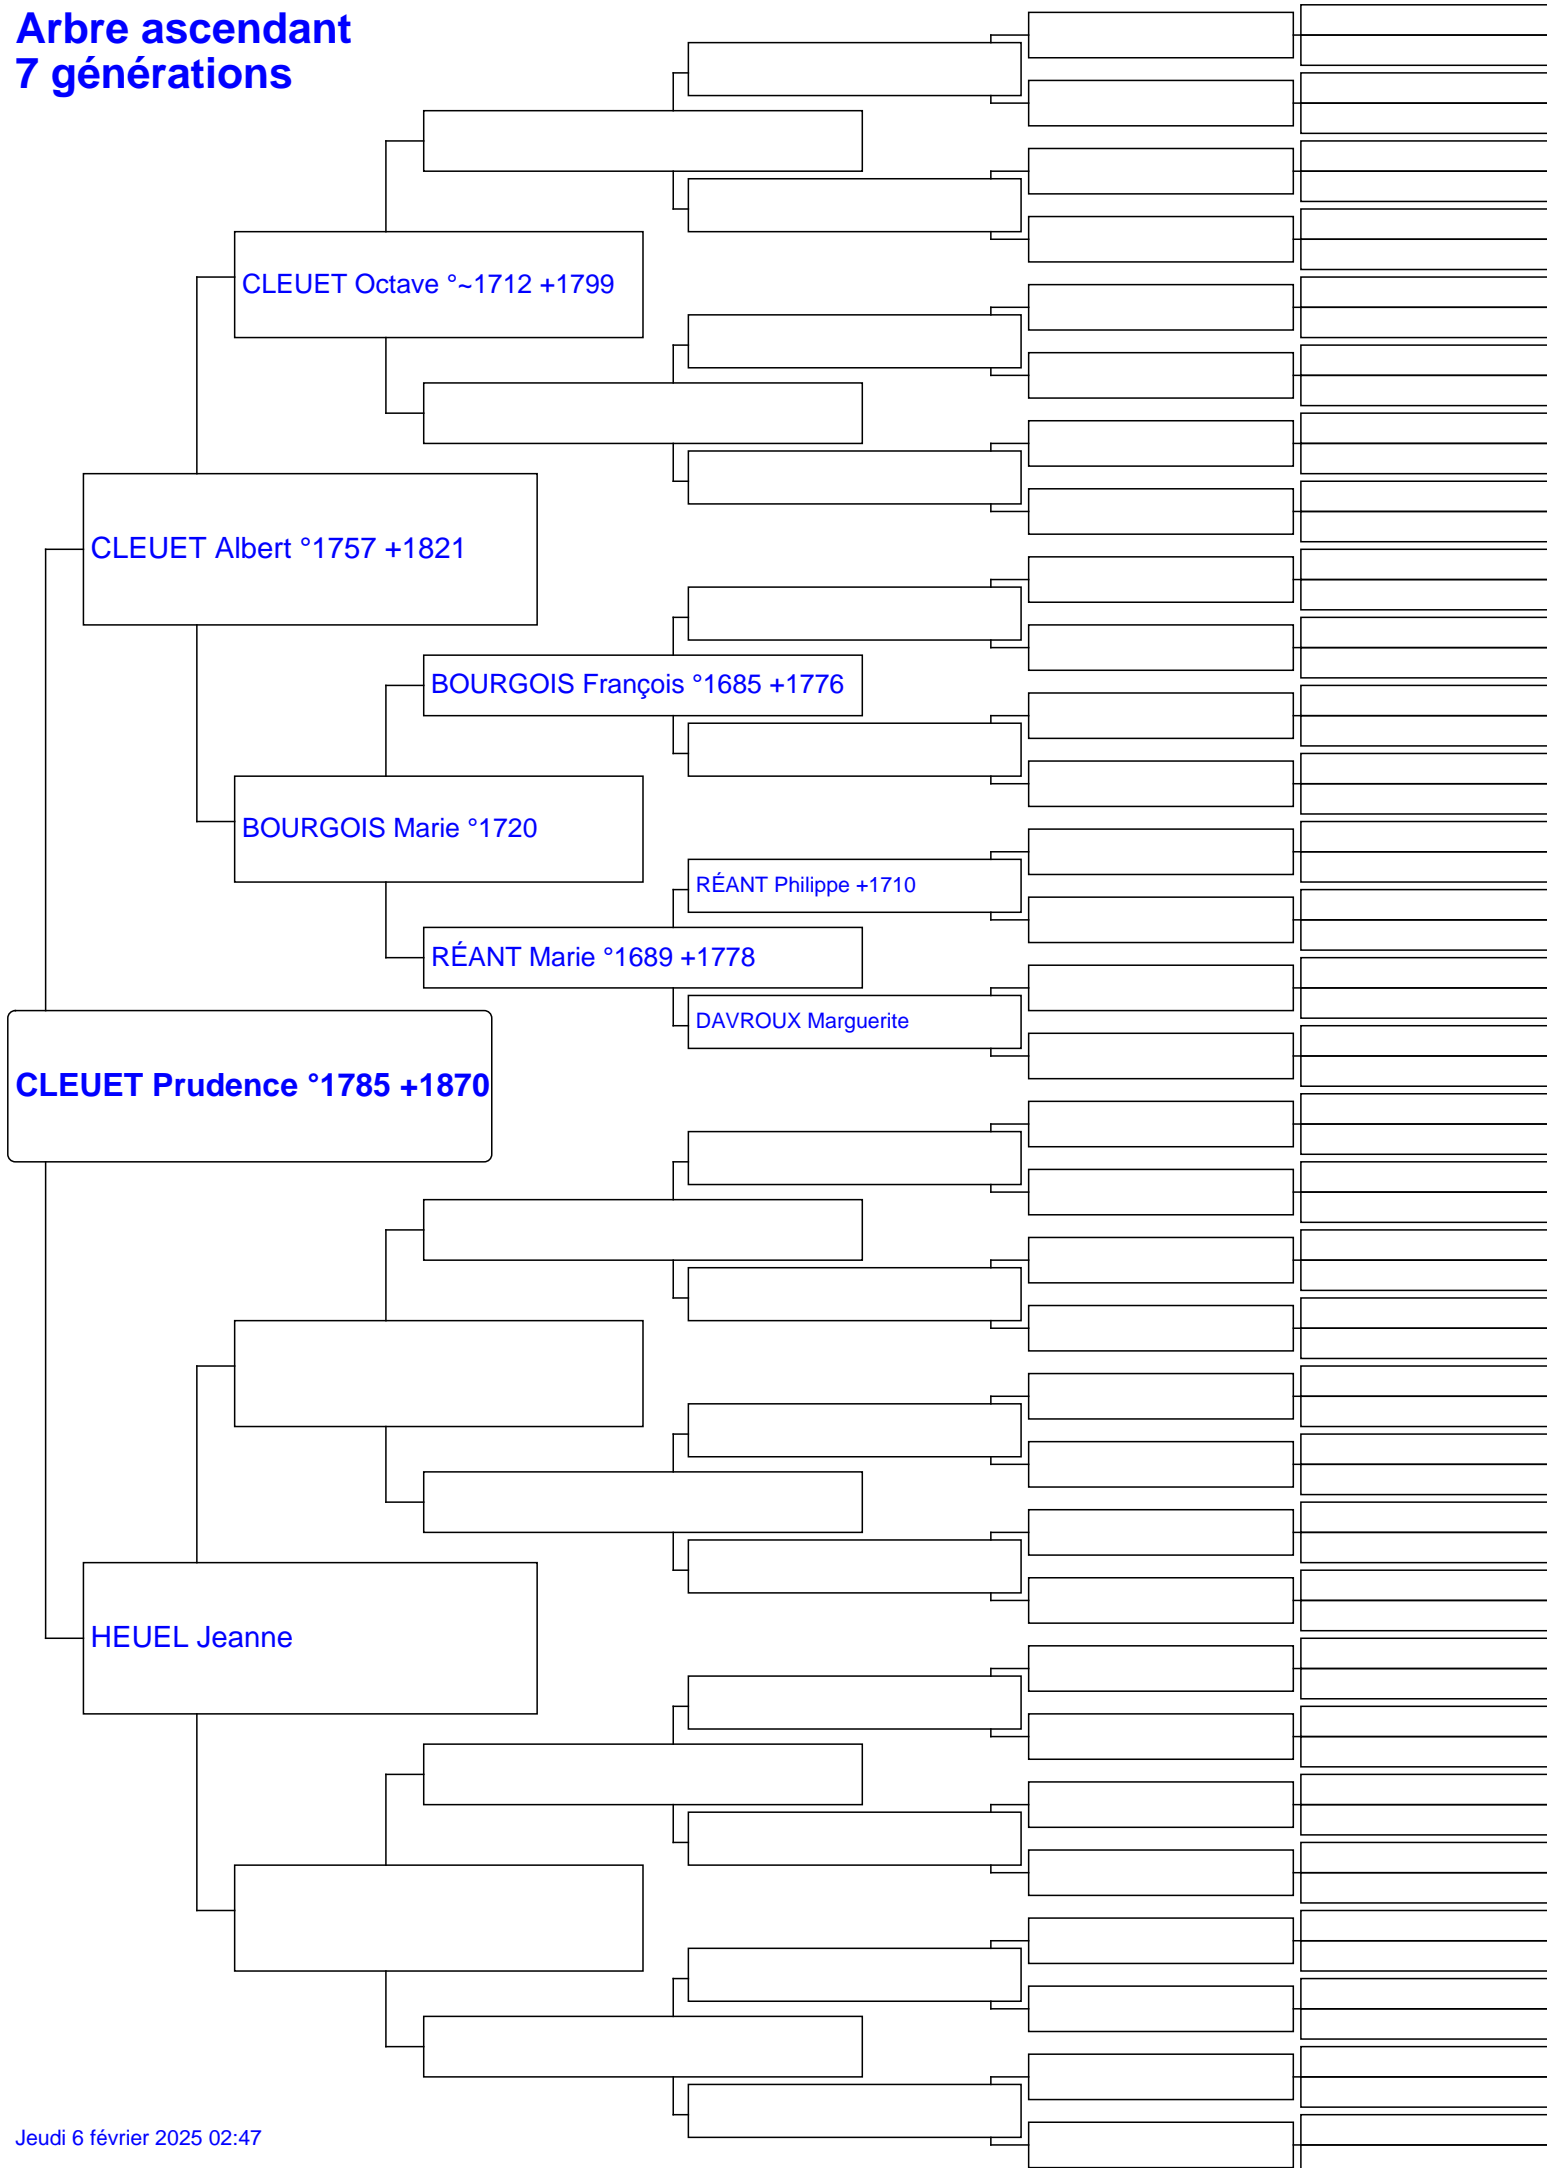 Arbre ascendant
7 générations
CLEUET Octave °~1712 +1799
CLEUET Albert °1757 +1821
BOURGOIS François °1685 +1776
BOURGOIS Marie °1720
RÉANT Philippe +1710
RÉANT Marie °1689 +1778
DAVROUX Marguerite
CLEUET Prudence °1785 +1870
HEUEL Jeanne
Jeudi 6 février 2025 02:47